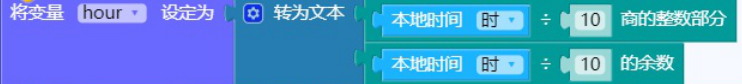 将变量 hour 设定为 转为文本 本地时间 时 ÷ 10 商的整数部分
本地时间 时 ÷ 10 的余数